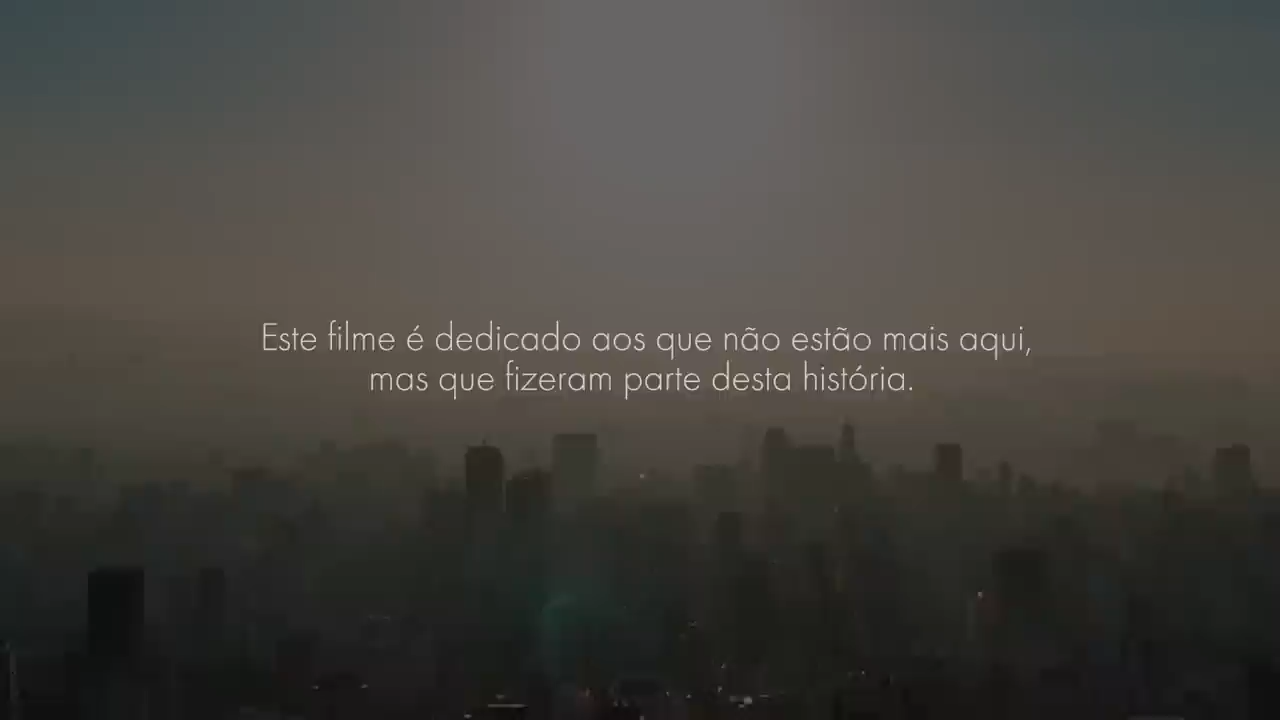 Este filme é dedicado aos que não estão mais aqui,
mas que fizeram parte desta história.